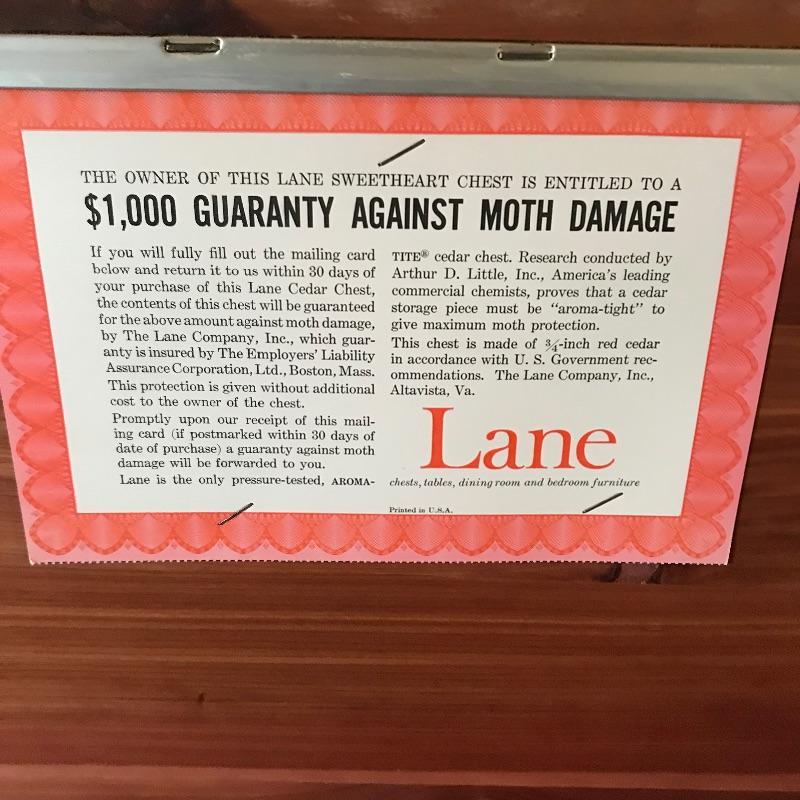 THE OWNER OF THIS LANE SWEETHEART CHEST IS ENTITLED TO A
$1,000 GUARANTY AGAINST MOTH DAMAGE
If you will fully fill out the mailing card
below and return it to us within 30 days of
your purchase of this Lane Cedar Chest,
the contents of this chest will be guaranteed
for the above amount against moth damage,
by The Lane Company, Inc., which guar-
anty is insured by The Employers' Liability
Assurance Corporation, Ltd., Boston, Mass.
This protection is given without additional
cost to the owner of the chest.
Promptly upon our receipt of this mail-
ing card (if postmarked within 30 days of
date of purchase) a guaranty against moth
damage will be forwarded to you.
Lane is the only pressure-tested, AROMA-
TITE® cedar chest. Research conducted by
Arthur D. Little, Inc., America's leading
commercial chemists, proves that a cedar
storage piece must be "aroma-tight" to
give maximum moth protection.
This chest is made of ¾-inch red cedar
in accordance with U. S. Government rec-
ommendations. The Lane Company, Inc.,
Altavista, Va.
Lane
chests, tables, dining room and bedroom furniture
Printed in U.S.A.